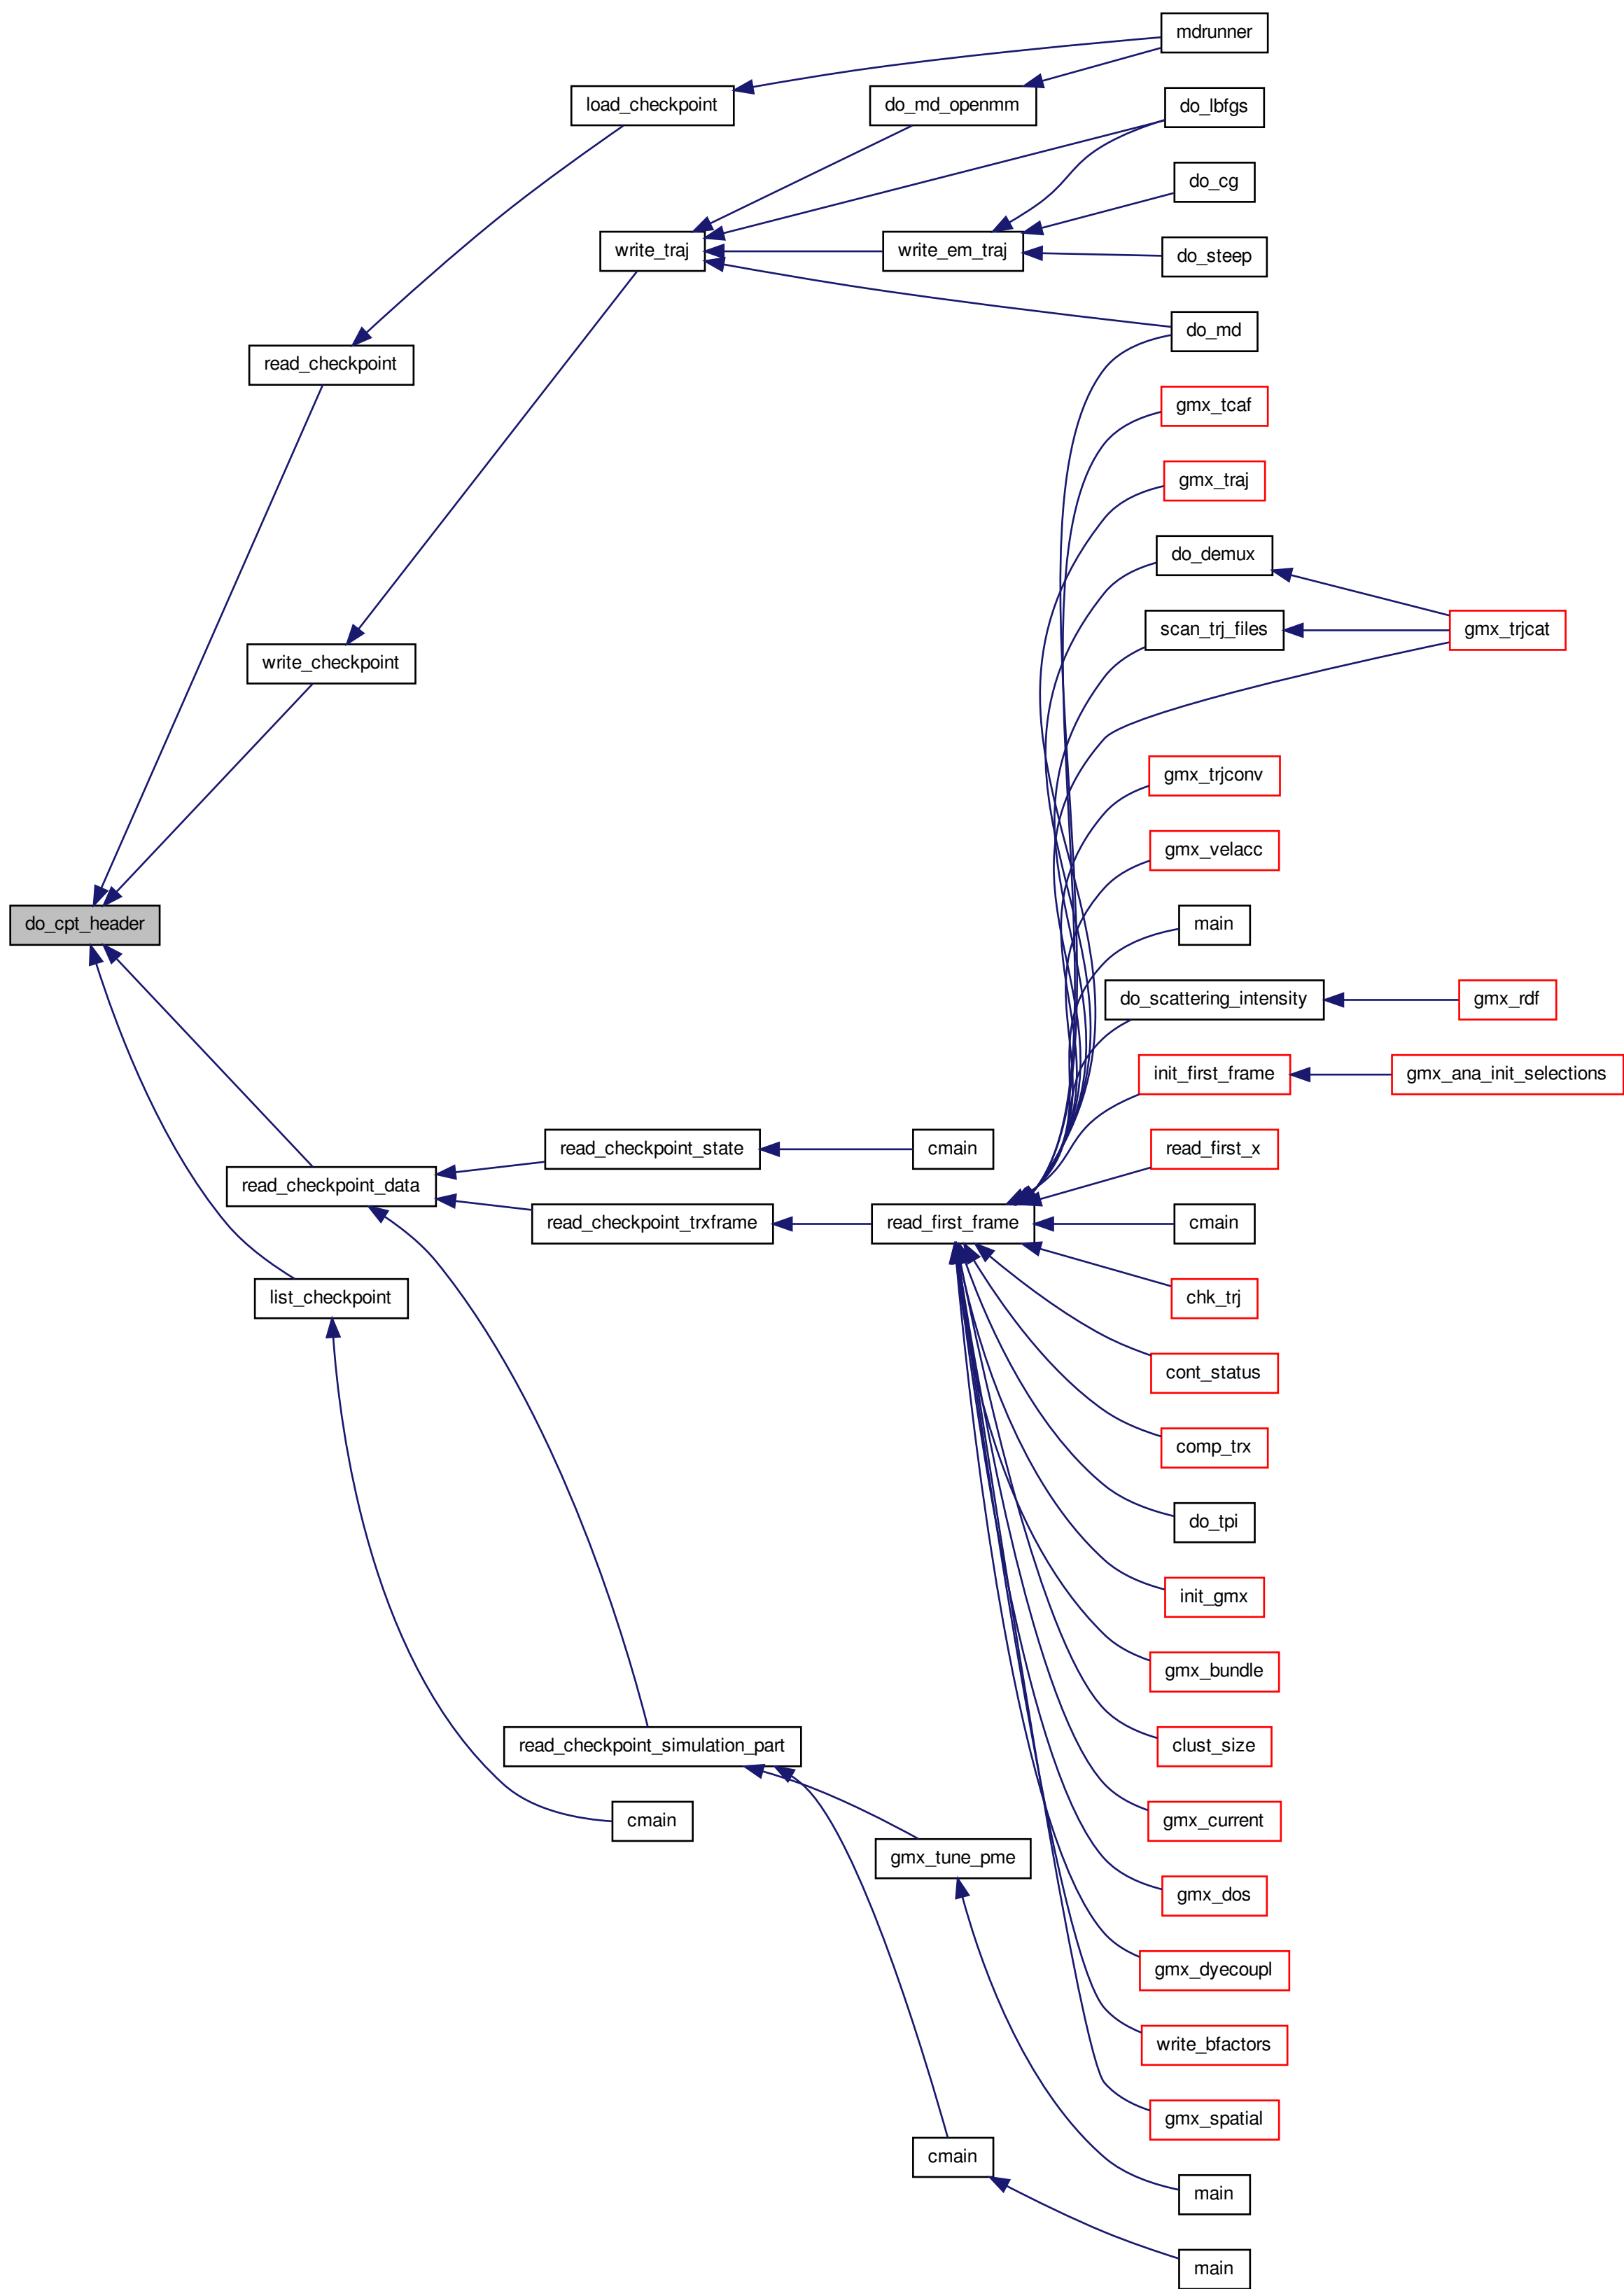 mdrunner
load_checkpoint
do_md_openmm
do_lbfgs
do_cg
write_traj
write_em_traj
do_steep
do_md
read_checkpoint
gmx_tcaf
gmx_traj
do_demux
scan_trj_files
gmx_trjcat
write_checkpoint
gmx_trjconv
gmx_velacc
do_cpt_header
main
do_scattering_intensity
gmx_rdf
init_first_frame
gmx_ana_init_selections
read_checkpoint_state
cmain
read_first_x
read_checkpoint_data
read_checkpoint_trxframe
read_first_frame
cmain
list_checkpoint
chk_trj
cont_status
comp_trx
do_tpi
init_gmx
gmx_bundle
read_checkpoint_simulation_part
clust_size
cmain
gmx_current
gmx_tune_pme
gmx_dos
gmx_dyecoupl
write_bfactors
gmx_spatial
cmain
main
main